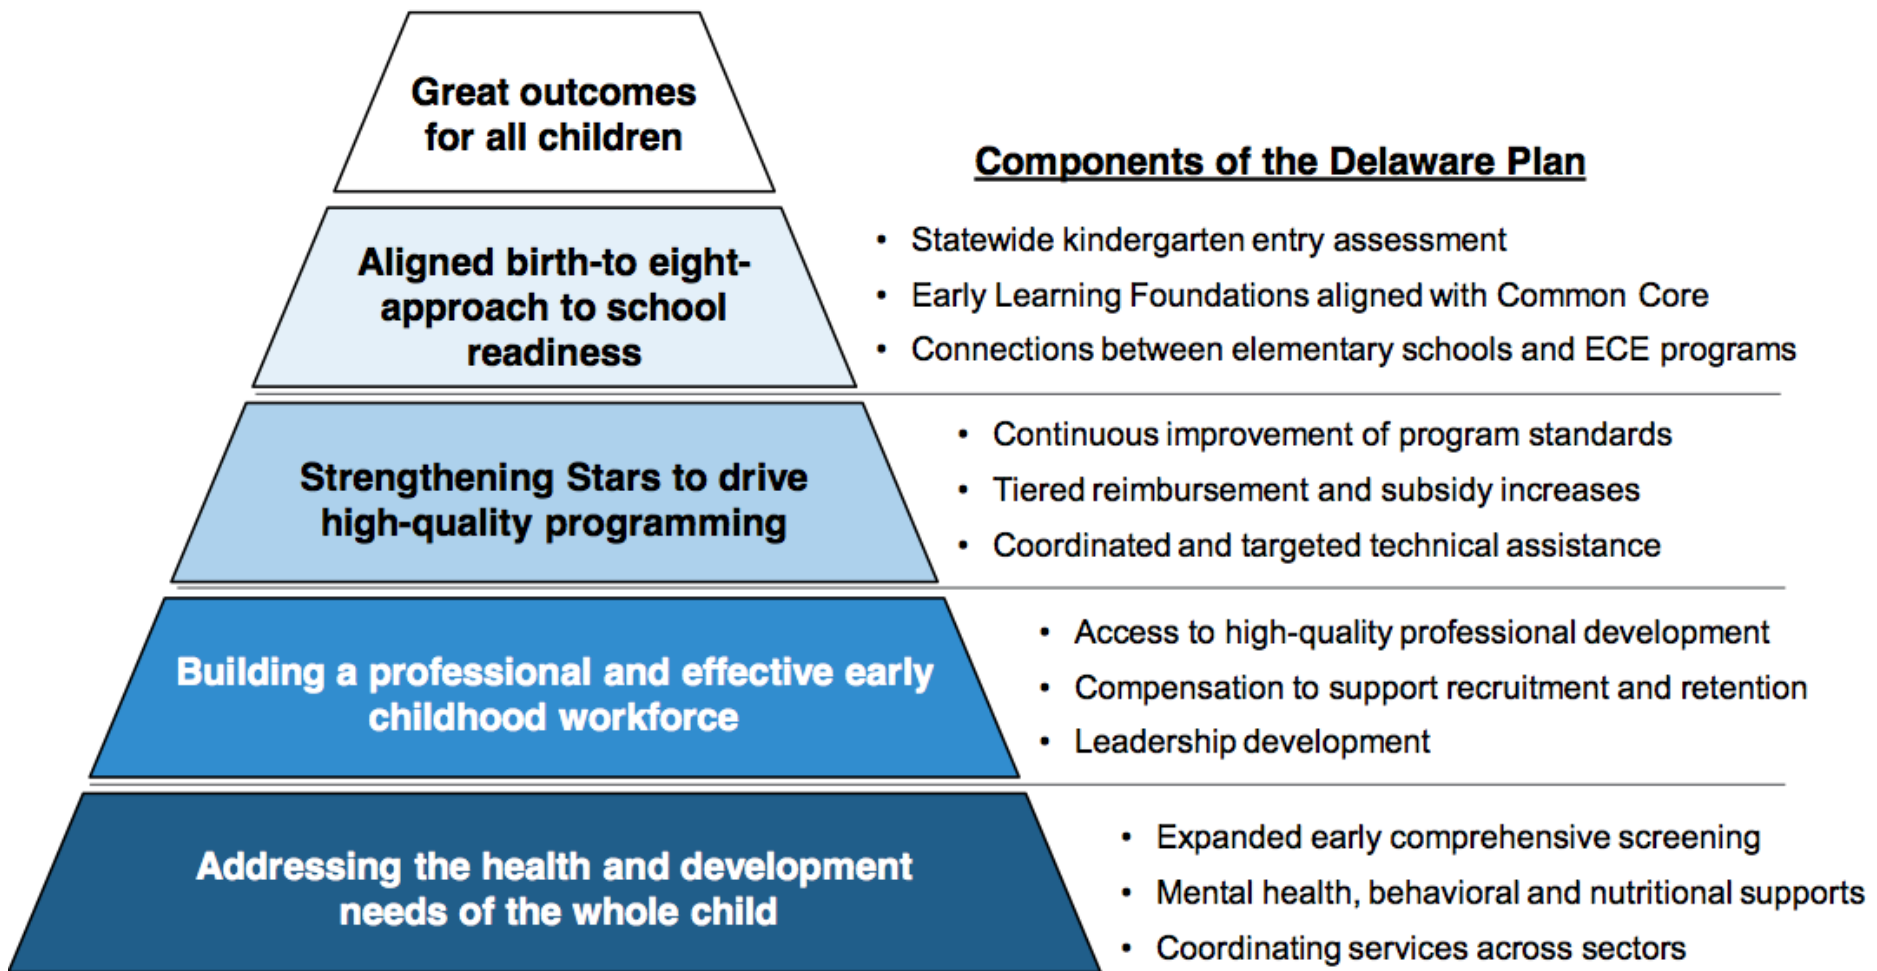 Great outcomes
for all children
Components of the Delaware Plan
Aligned birth-to eight-
approach to school
readiness
• Statewide kindergarten entry assessment
• Early Learning Foundations aligned with Common Core
• Connections between elementary schools and ECE programs
Strengthening Stars to drive
high-quality programming
• Continuous improvement of program standards
• Tiered reimbursement and subsidy increases
• Coordinated and targeted technical assistance
Building a professional and effective early
childhood workforce
• Access to high-quality professional development
• Compensation to support recruitment and retention
• Leadership development
Addressing the health and development
needs of the whole child
• Expanded early comprehensive screening
• Mental health, behavioral and nutritional supports
• Coordinating services across sectors